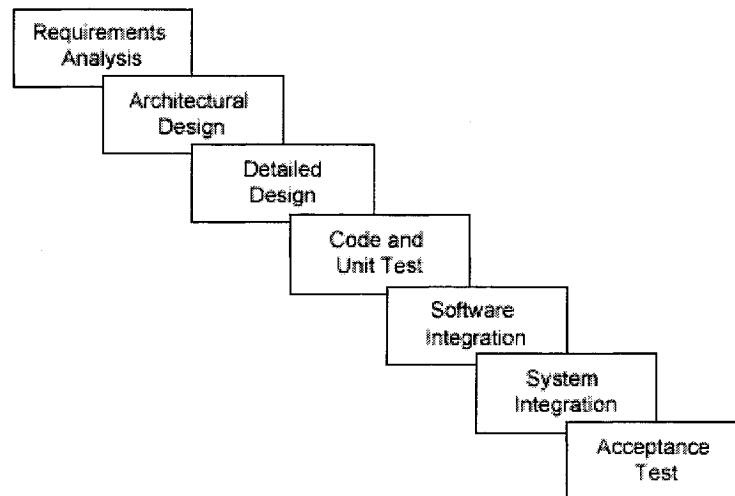 Requirements
Analysis
Architectural
Design
Detailed
Design
Code and
Unit Test
Software
Integration
System
Integration
Acceptance
Test